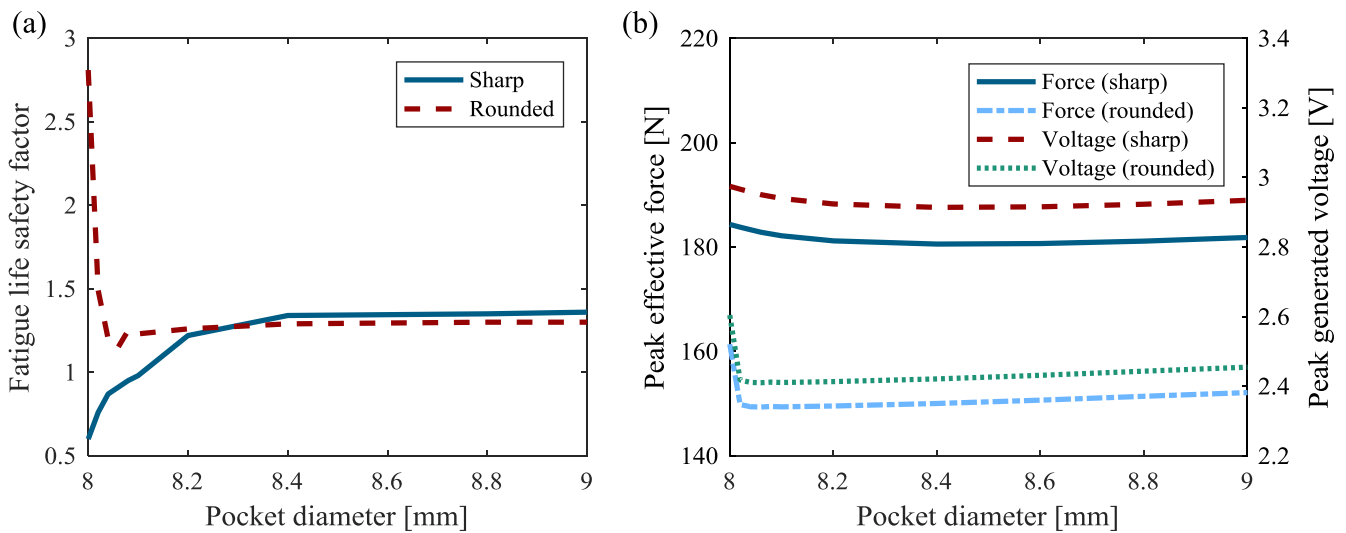 (a)
3
2.5
2
1.5
1
0.5
8
8.2
8.4
8.6
8.8
9
Fatigue life safety factor
Pocket diameter [mm]
Sharp
Rounded
(b)
220
200
180
160
140
3.4
3.2
3
2.8
2.6
2.4
2.2
8
8.2
8.4
8.6
8.8
9
Peak effective force [N]
Peak generated voltage [V]
Pocket diameter [mm]
Force (sharp)
Force (rounded)
Voltage (sharp)
Voltage (rounded)